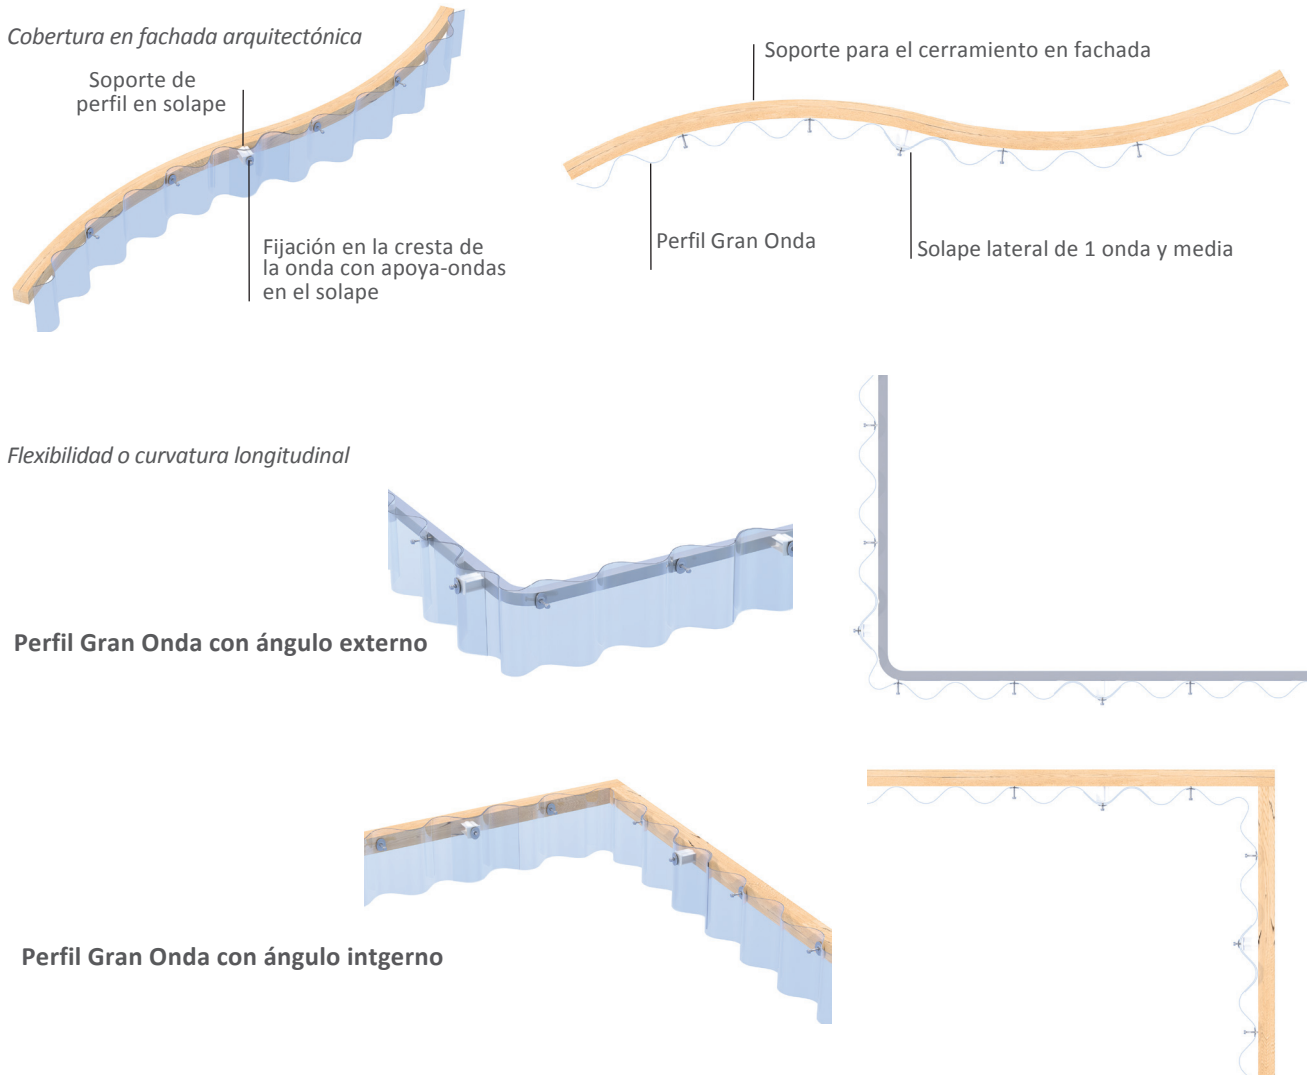 Cobertura en fachada arquitectónica
Soporte de
perfil en solape
Fijación en la cresta de
la onda con apoya-ondas
en el solape
Soporte para el cerramiento en fachada
Perfil Gran Onda
Solape lateral de 1 onda y media
Flexibilidad o curvatura longitudinal
Perfil Gran Onda con ángulo externo
Perfil Gran Onda con ángulo intgerno